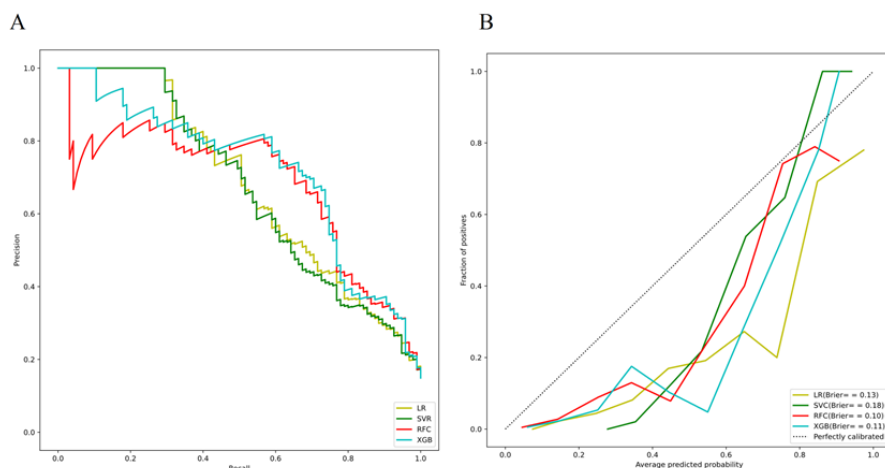 A
B
1.0
0.8
0.6
0.4
0.2
0.0
Precision
0.0 0.2 0.4 0.6 0.8 1.0
Recall
LR
SVR
RFC
XGB
1.0
0.8
0.6
0.4
0.2
0.0
Fraction of positives
0.0 0.2 0.4 0.6 0.8 1.0
Average predicted probability
LR(Brier= = 0.13)
SVC(Brier= = 0.18)
RFC(Brier= = 0.10)
XGB(Brier= = 0.11)
Perfectly calibrated